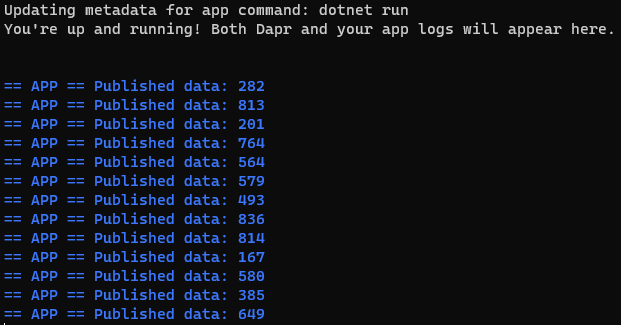 Updating metadata for app command: dotnet run
You're up and running! Both Dapr and your app logs will appear here.
== APP == Published data: 282
== APP == Published data: 813
== APP == Published data: 201
== APP == Published data: 764
== APP == Published data: 564
== APP == Published data: 579
== APP == Published data: 493
== APP == Published data: 836
== APP == Published data: 814
== APP == Published data: 167
== APP == Published data: 580
== APP == Published data: 385
== APP == Published data: 649